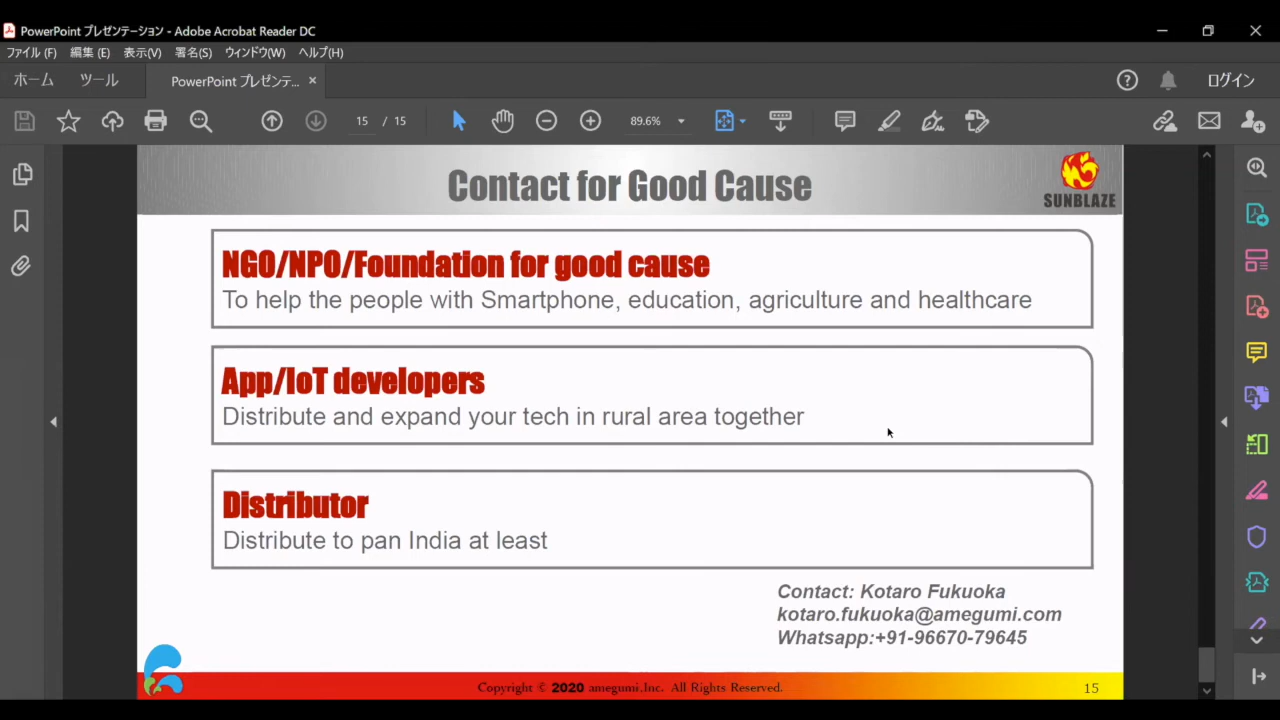 PowerPoint プレゼンテーション - Adobe Acrobat Reader DC
ファイル(F) 編集(E) 表示(V) 署名(S) ウィンドウ(W) ヘルプ(H)
ホーム ツール PowerPoint プレゼンテ... × ログイン
15 / 15 89.6%
Contact for Good Cause
SUNBLAZE
NGO/NPO/Foundation for good cause
To help the people with Smartphone, education, agriculture and healthcare
App/IoT developers
Distribute and expand your tech in rural area together
Distributor
Distribute to pan India at least
Contact: Kotaro Fukuoka
kotaro.fukuoka@amegumi.com
Whatsapp:+91-96670-79645
Copyright © 2020 amegumi,Inc. All Rights Reserved.
15